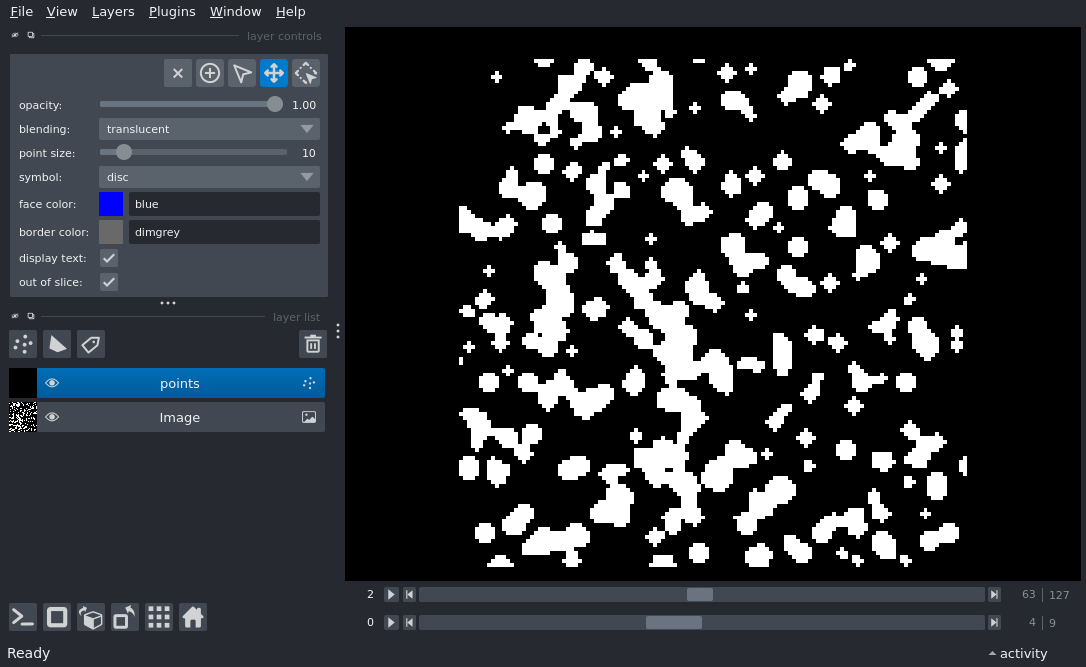 File View Layers Plugins Window Help
layer controls
opacity: 1.00
blending: translucent
point size: 10
symbol: disc
face color: blue
border color: dimgrey
display text:
out of slice:
layer list
points
Image
2 63 | 127
0 4 | 9
Ready activity